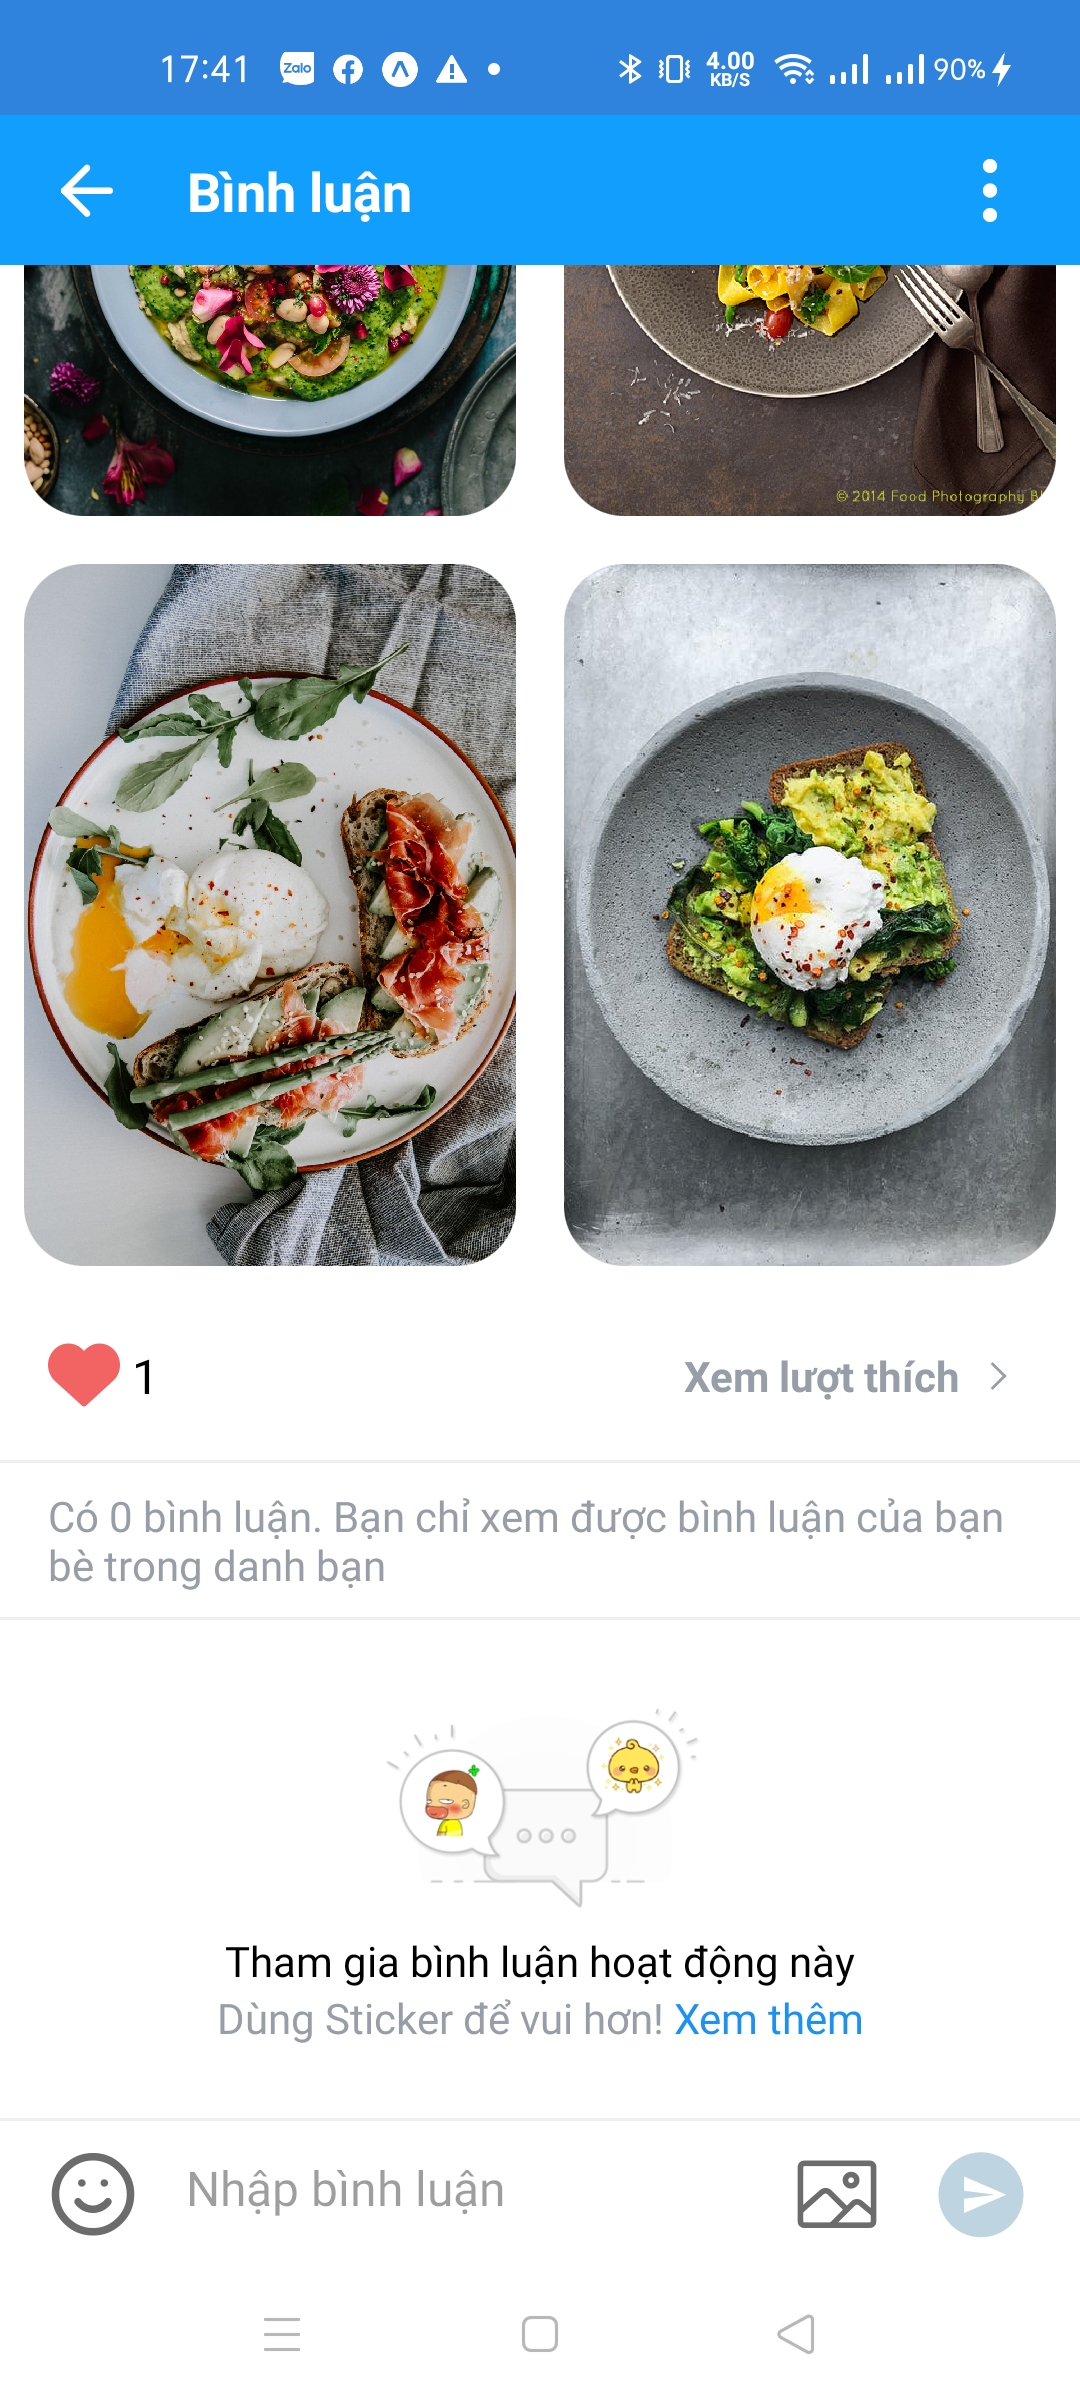 17:41 Zalo 4.00 KB/S 90%
Bình luận
© 2014 Food Photography
1 Xem lượt thích
Có 0 bình luận. Bạn chỉ xem được bình luận của bạn
bè trong danh bạn
Tham gia bình luận hoạt động này
Dùng Sticker để vui hơn! Xem thêm
Nhập bình luận